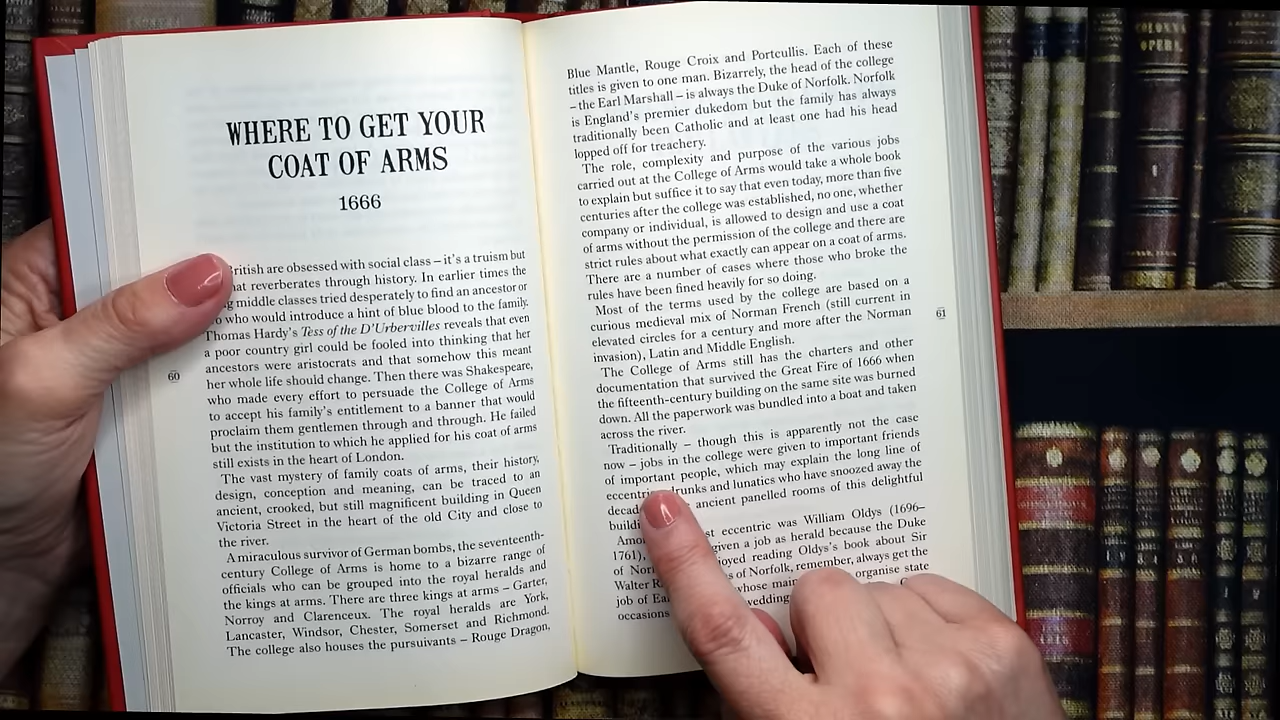 WHERE TO GET YOUR
COAT OF ARMS
1666
British are obsessed with social class – it's a truism but
that reverberates through history. In earlier times the
middle classes tried desperately to find an ancestor or
who would introduce a hint of blue blood to the family.
Thomas Hardy's Tess of the D'Urbervilles reveals that even
a poor country girl could be fooled into thinking that her
ancestors were aristocrats and that somehow this meant
her whole life should change. Then there was Shakespeare,
who made every effort to persuade the College of Arms
to accept his family's entitlement to a banner that would
proclaim them gentlemen through and through. He failed
but the institution to which he applied for his coat of arms
still exists in the heart of London.
The vast mystery of family coats of arms, their history,
design, conception and meaning, can be traced to an
ancient, crooked, but still magnificent building in Queen
Victoria Street in the heart of the old City and close to
the river.
A miraculous survivor of German bombs, the seventeenth-
century College of Arms is home to a bizarre range of
officials who can be grouped into the royal heralds and
the kings at arms. There are three kings at arms – Garter,
Norroy and Clarenceux. The royal heralds are York,
Lancaster, Windsor, Chester, Somerset and Richmond.
The college also houses the pursuivants – Rouge Dragon,
60
Blue Mantle, Rouge Croix and Portcullis. Each of these
titles is given to one man. Bizarrely, the head of the college
– the Earl Marshall – is always the Duke of Norfolk. Norfolk
is England's premier dukedom but the family has always
traditionally been Catholic and at least one had his head
lopped off for treachery.
The role, complexity and purpose of the various jobs
carried out at the College of Arms would take a whole book
to explain but suffice it to say that even today, more than five
centuries after the college was established, no one, whether
company or individual, is allowed to design and use a coat
of arms without the permission of the college and there are
strict rules about what exactly can appear on a coat of arms.
There are a number of cases where those who broke the
rules have been fined heavily for so doing.
Most of the terms used by the college are based on a
curious medieval mix of Norman French (still current in
elevated circles for a century and more after the Norman
invasion), Latin and Middle English.
The College of Arms still has the charters and other
documentation that survived the Great Fire of 1666 when
the fifteenth-century building on the same site was burned
down. All the paperwork was bundled into a boat and taken
across the river.
Traditionally – though this is apparently not the case
now – jobs in the college were given to important friends
of important people, which may explain the long line of
eccentric drunks and lunatics who have snoozed away the
ancient panelled rooms of this delightful
eccentric was William Oldys (1696–
1761), given a job as herald because the Duke
of reading Oldys's book about Sir
Walter of Norfolk, remember, always get the
job of organise state
occasions
61
COLONNA
OPERA.